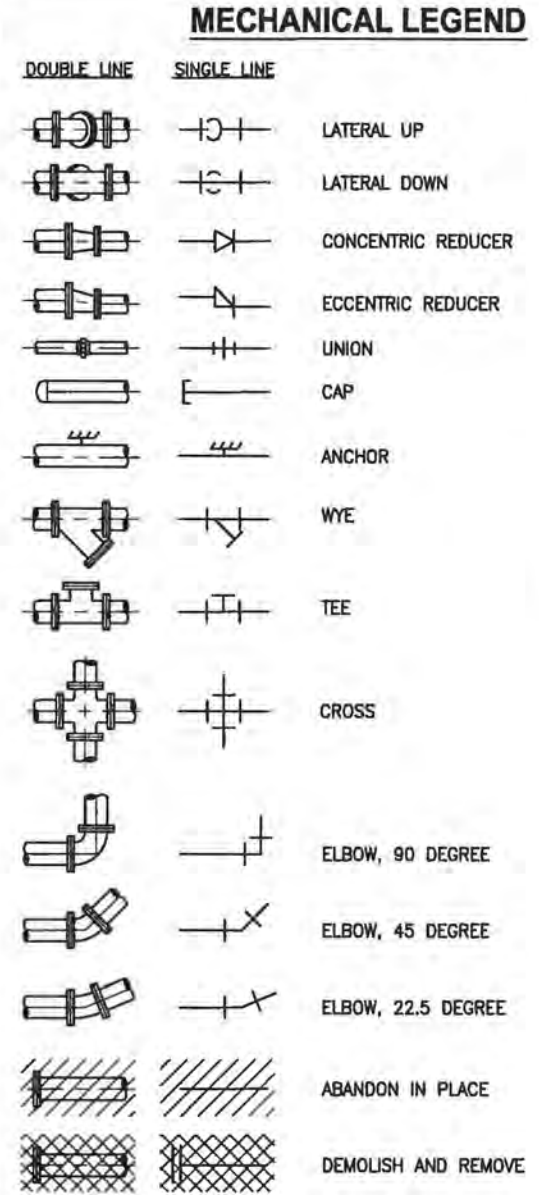 MECHANICAL LEGEND
DOUBLE LINE SINGLE LINE
LATERAL UP
LATERAL DOWN
CONCENTRIC REDUCER
ECCENTRIC REDUCER
UNION
CAP
ANCHOR
WYE
TEE
CROSS
ELBOW, 90 DEGREE
ELBOW, 45 DEGREE
ELBOW, 22.5 DEGREE
ABANDON IN PLACE
DEMOLISH AND REMOVE